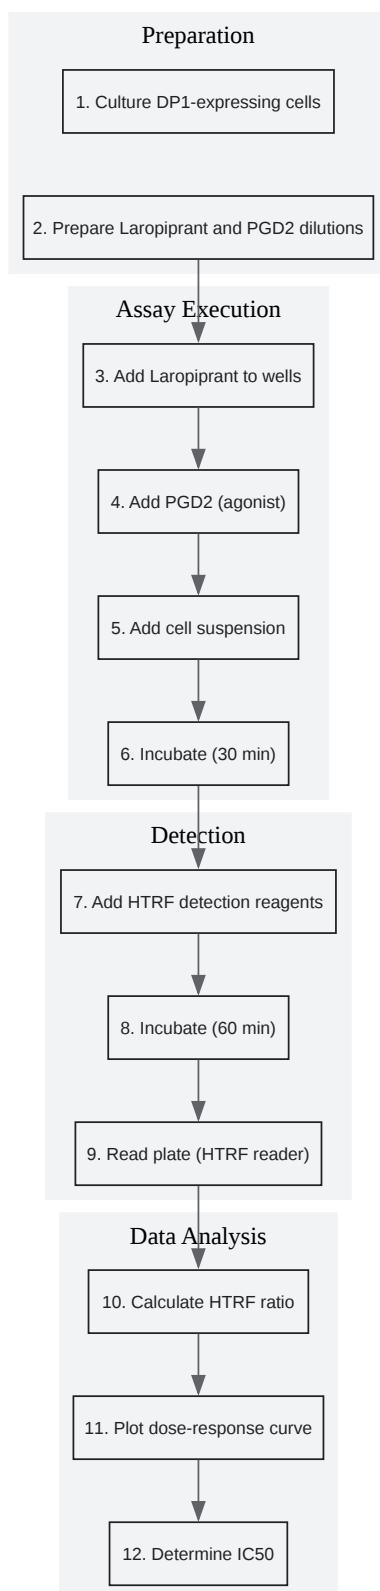 Preparation
1. Culture DP1-expressing cells
2. Prepare Laropiprant and PGD2 dilutions
Assay Execution
3. Add Laropiprant to wells
4. Add PGD2 (agonist)
5. Add cell suspension
6. Incubate (30 min)
Detection
7. Add HTRF detection reagents
8. Incubate (60 min)
9. Read plate (HTRF reader)
Data Analysis
10. Calculate HTRF ratio
11. Plot dose-response curve
12. Determine IC50